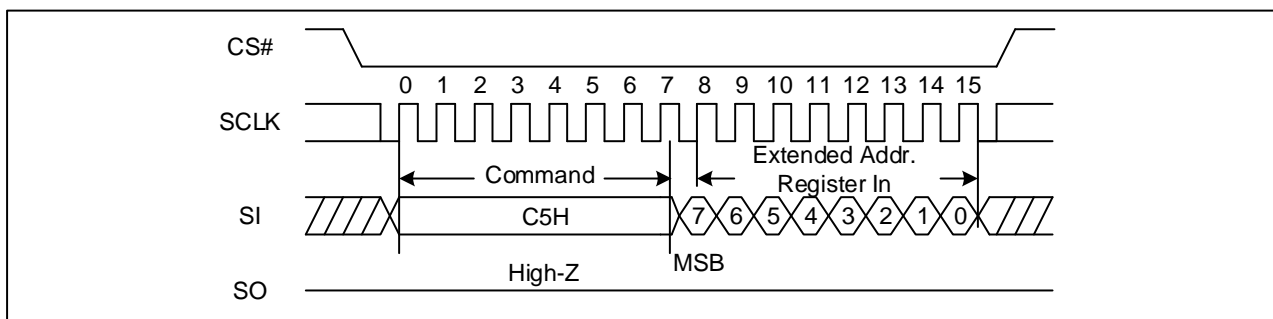 CS#
0 1 2 3 4 5 6 7 8 9 10 11 12 13 14 15
SCLK
Command
Extended Addr.
Register In
SI
C5H
7 6 5 4 3 2 1 0
MSB
High-Z
SO